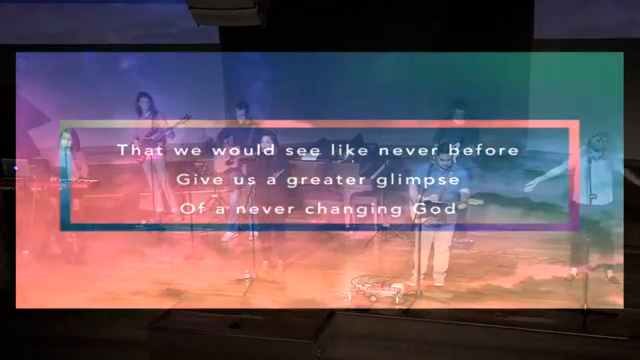 That we would see like never before
Give us a greater glimpse
Of a never changing God